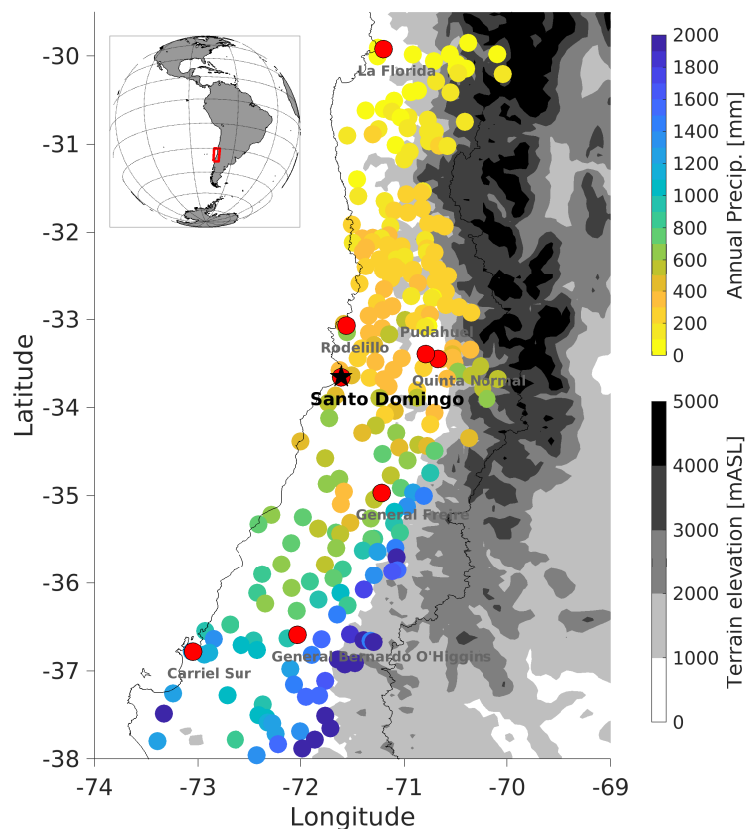 -30
-31
-32
-33
-34
-35
-36
-37
-38
Latitude
-74
-73
-72
-71
-70
-69
Longitude
La Florida
Pudahuel
Rodelillo
Quinta Normal
Santo Domingo
General Freire
General Bernardo O'Higgins
Carriel Sur
2000
1800
1600
1400
1200
1000
800
600
400
200
0
Annual Precip. [mm]
5000
4000
3000
2000
1000
0
Terrain elevation [mASL]